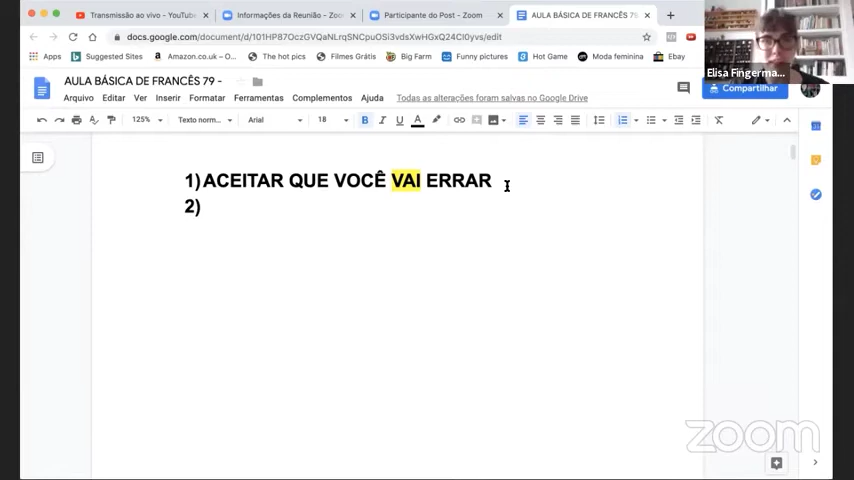 Transmissão ao vivo - YouTub
Informações da Reunião - Zoo
Participante do Post - Zoom
AULA BÁSICA DE FRANCÊS 79 -
docs.google.com/document/d/101HP87OczGVQaNLrqSNCpuOSi3vdsXwHGxQ24Cl0yvs/edit
Apps
Suggested Sites
Amazon.co.uk – O...
The hot pics
Filmes Grátis
Big Farm
Funny pictures
Hot Game
Moda feminina
Ebay
Elisa Fingerma...
AULA BÁSICA DE FRANCÊS 79 -
Arquivo Editar Ver Inserir Formatar Ferramentas Complementos Ajuda
Todas as alterações foram salvas no Google Drive
Compartilhar
125% Texto norm... Arial 18 B I U A
1) ACEITAR QUE VOCÊ VAI ERRAR
2)
zoom